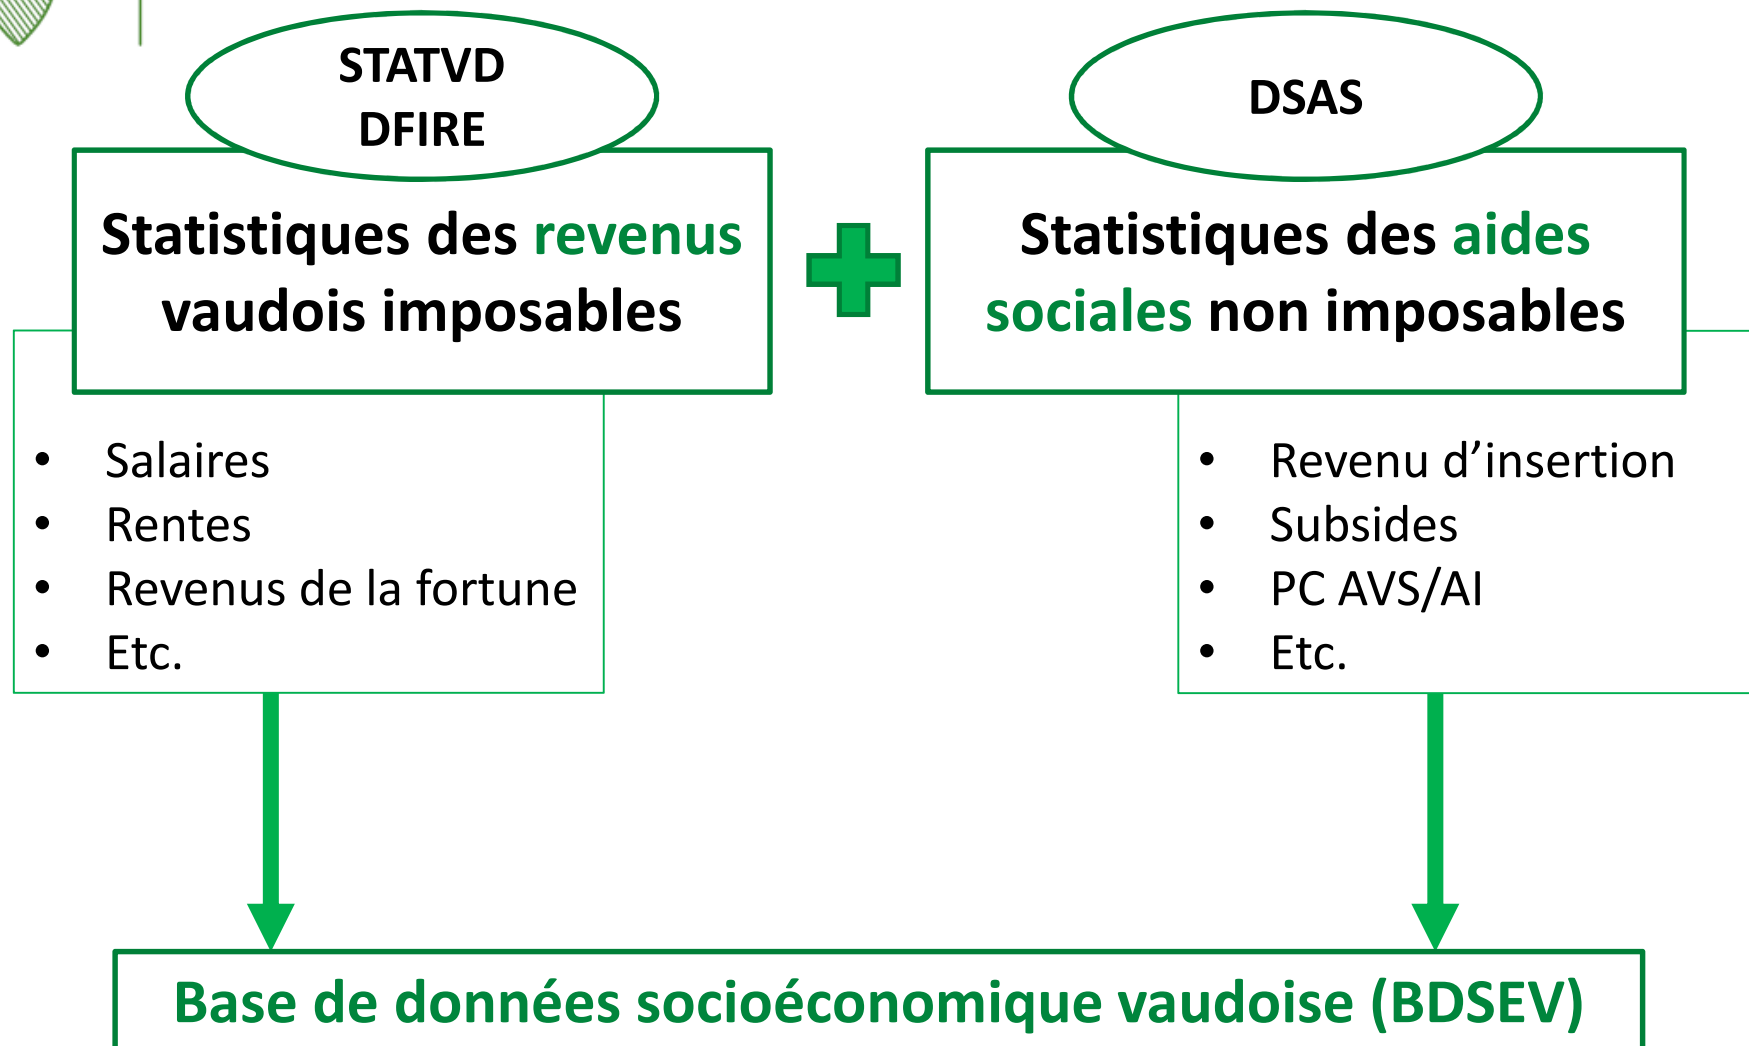 STATVD
DFIRE
Statistiques des revenus
vaudois imposables
• Salaires
• Rentes
• Revenus de la fortune
• Etc.
DSAS
Statistiques des aides
sociales non imposables
• Revenu d’insertion
• Subsides
• PC AVS/AI
• Etc.
Base de données socioéconomique vaudoise (BDSEV)